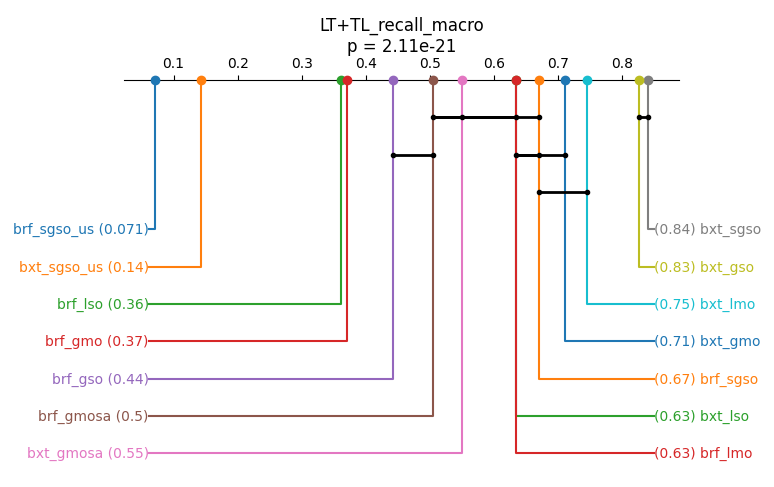 LT+TL_recall_macro
p = 2.11e-21
0.1 0.2 0.3 0.4 0.5 0.6 0.7 0.8
brf_sgso_us (0.071) (0.84) bxt_sgso
bxt_sgso_us (0.14) (0.83) bxt_gso
brf_lso (0.36) (0.75) bxt_lmo
brf_gmo (0.37) (0.71) bxt_gmo
brf_gso (0.44) (0.67) brf_sgso
brf_gmosa (0.5) (0.63) bxt_lso
bxt_gmosa (0.55) (0.63) brf_lmo